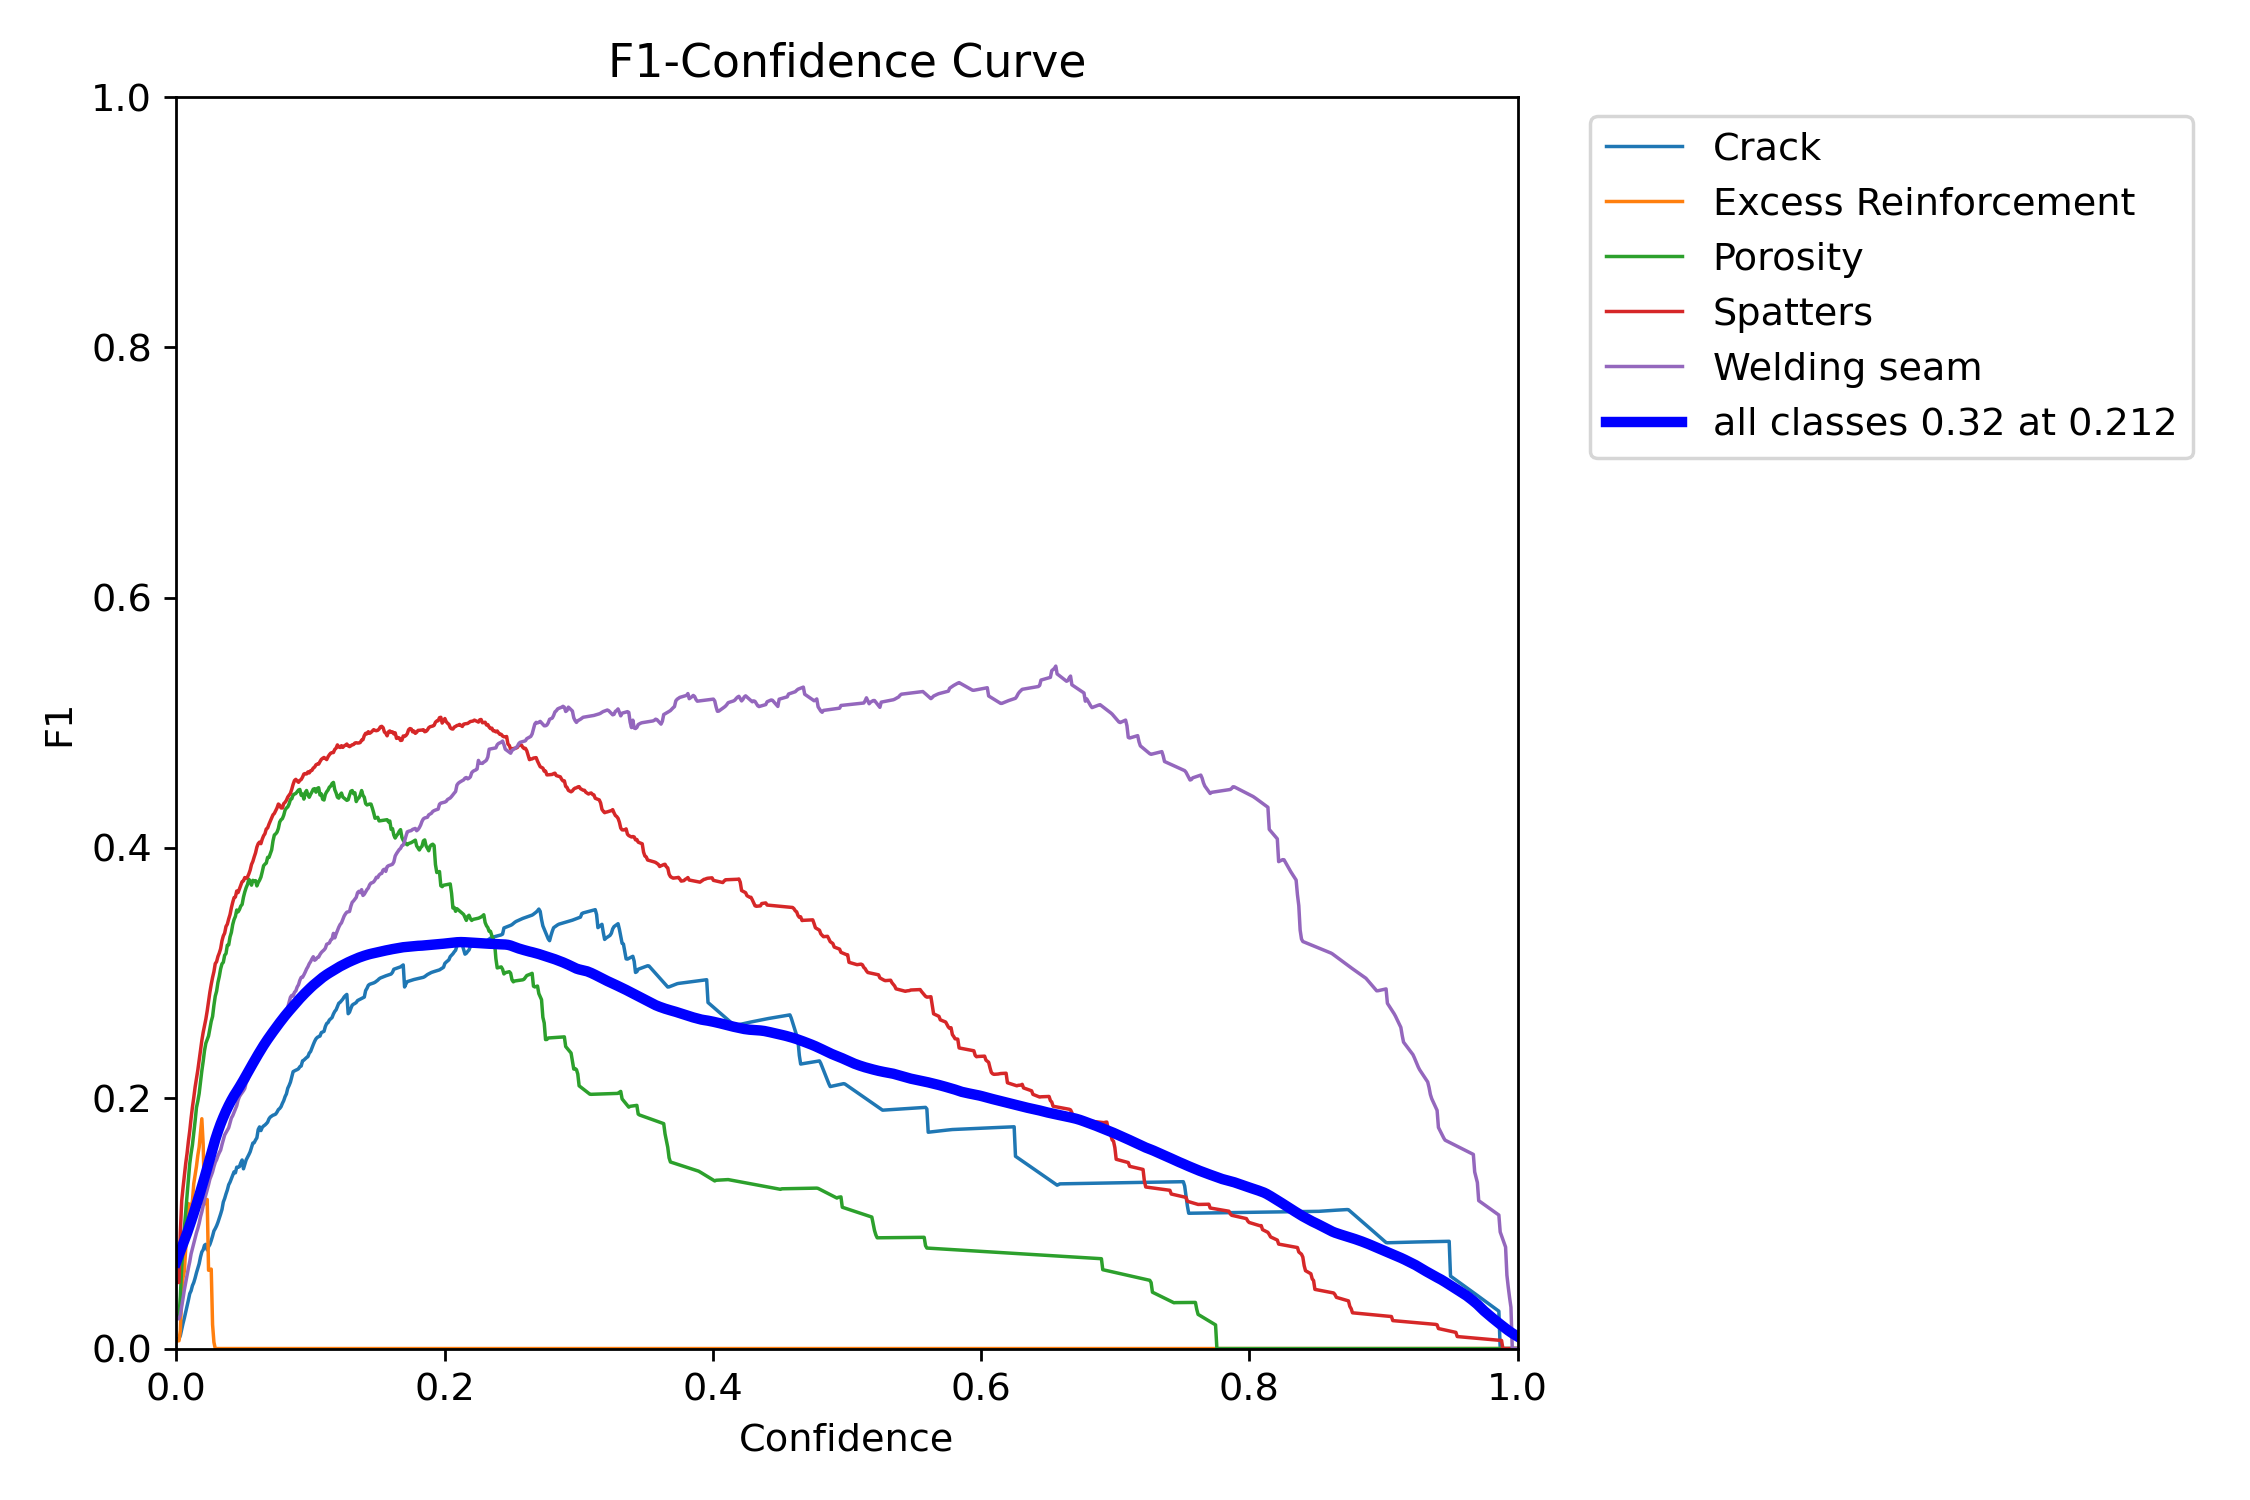 F1-Confidence Curve
1.0
0.8
0.6
0.4
0.2
0.0
F1
0.0 0.2 0.4 0.6 0.8 1.0
Confidence
Crack
Excess Reinforcement
Porosity
Spatters
Welding seam
all classes 0.32 at 0.212